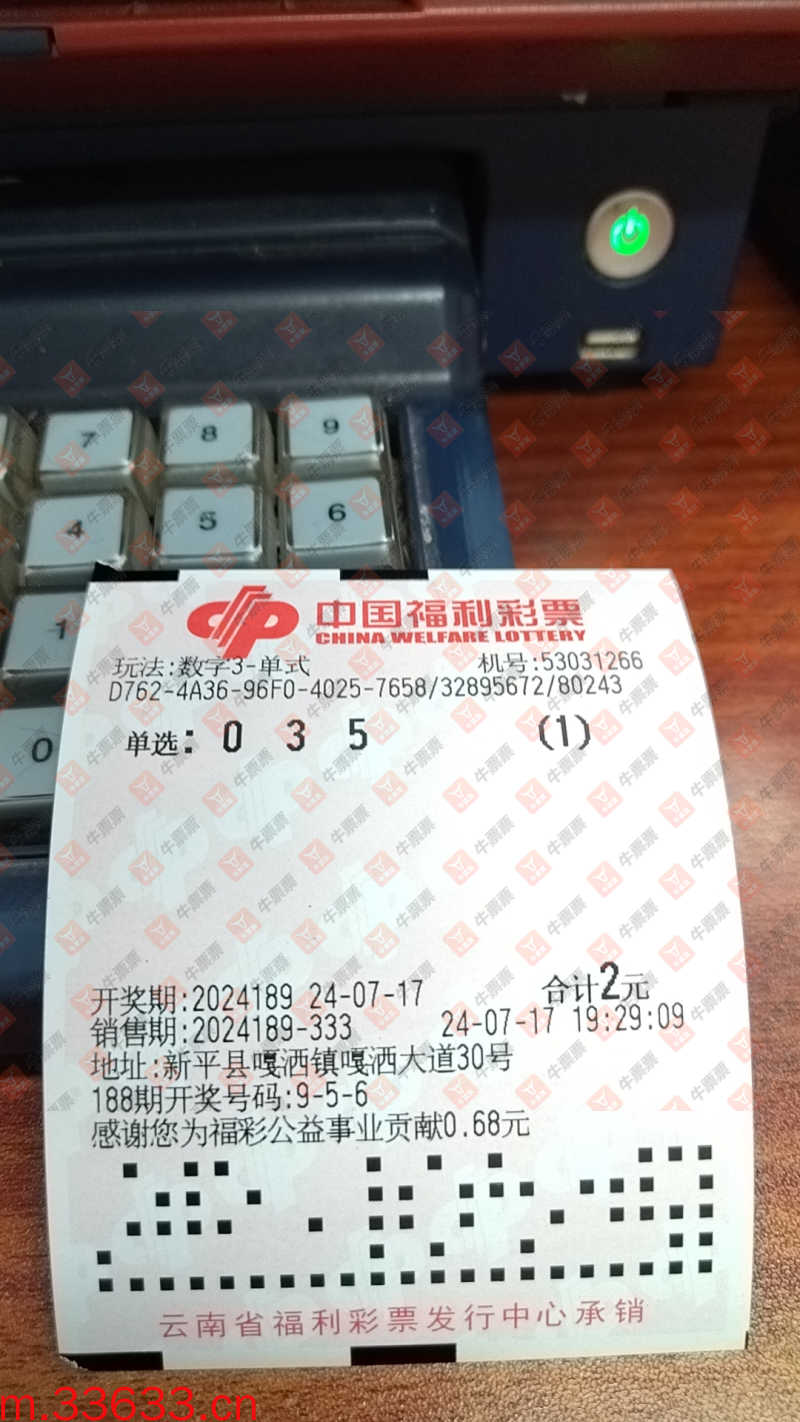 7 8 9
4 5 6
1
0
中国福利彩票
CHINA WELFARE LOTTERY
玩法:数字3-单式 机号:53031266
D762-4A36-96F0-4025-7658/32895672/80243
单选: 0 3 5 (1)
合计2元
开奖期:2024189 24-07-17
销售期:2024189-333 24-07-17 19:29:09
地址:新平县嘎洒镇嘎洒大道30号
188期开奖号码:9-5-6
感谢您为福彩公益事业贡献0.68元
云南省福利彩票发行中心承销
牛票票
m.33633.cn